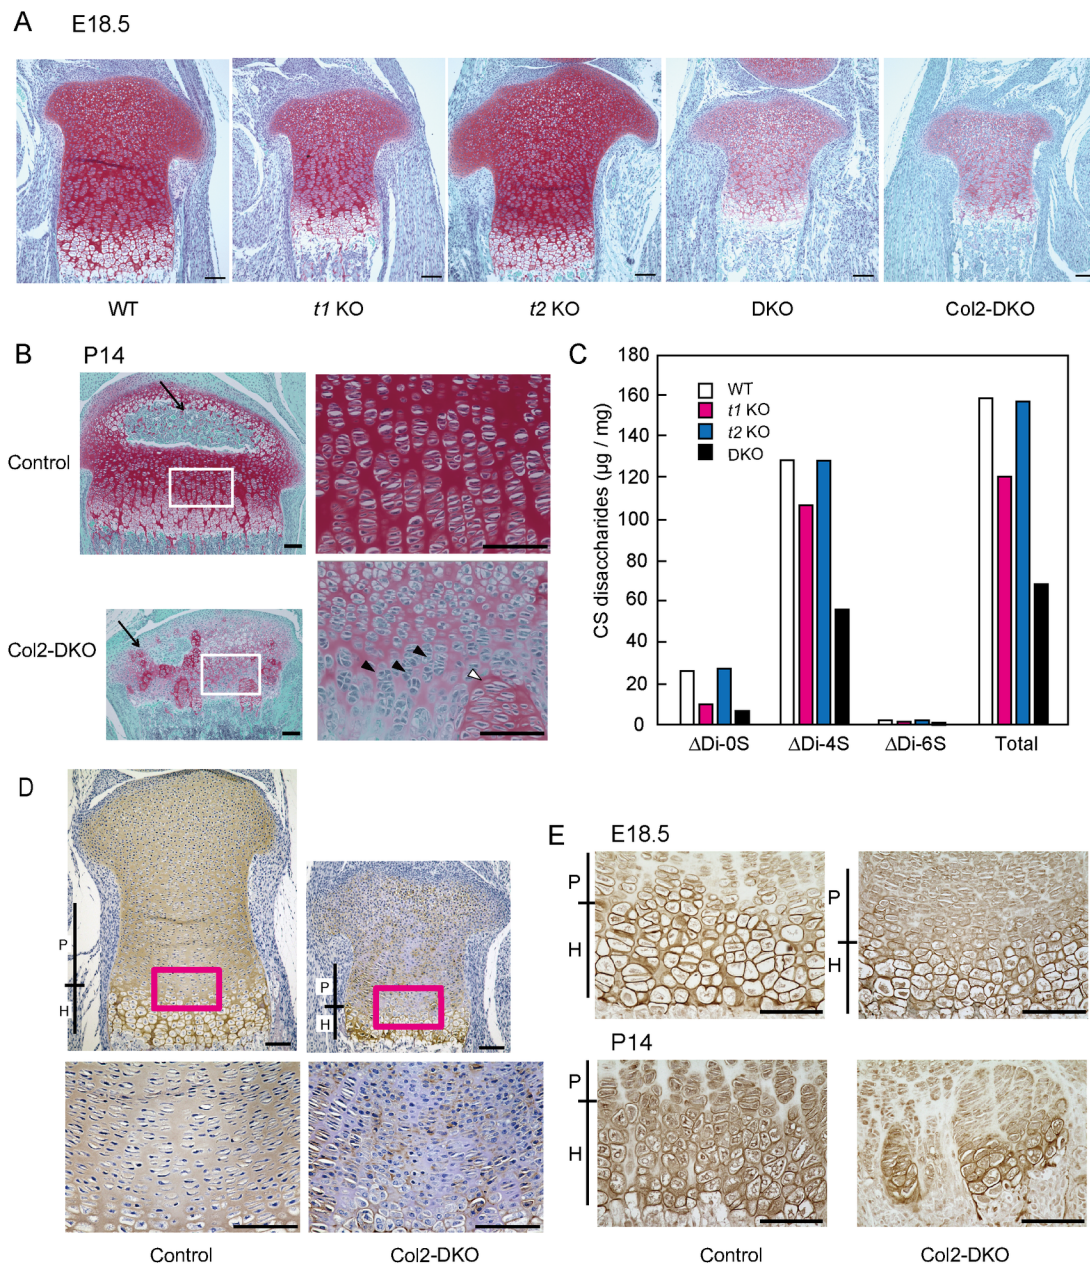 A E18.5
WT t1 KO t2 KO DKO Col2-DKO
B P14
Control
Col2-DKO
C
CS disaccharides (μg / mg)
180
160
140
120
100
80
60
40
20
0
WT
t1 KO
t2 KO
DKO
ΔDi-0S ΔDi-4S ΔDi-6S Total
D
P
H
P
H
Control Col2-DKO
E E18.5
P
H
P
H
P14
P
H
Control Col2-DKO